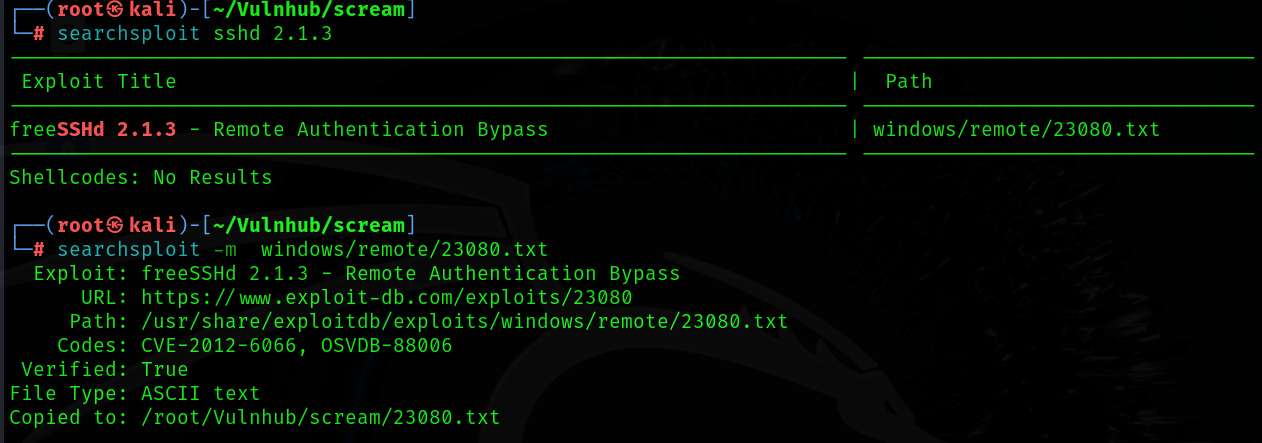 ┌──(root㉿kali)-[~/Vulnhub/scream]
└─# searchsploit sshd 2.1.3
Exploit Title | Path
freeSSHd 2.1.3 - Remote Authentication Bypass | windows/remote/23080.txt
Shellcodes: No Results
┌──(root㉿kali)-[~/Vulnhub/scream]
└─# searchsploit -m  windows/remote/23080.txt
Exploit: freeSSHd 2.1.3 - Remote Authentication Bypass
URL: https://www.exploit-db.com/exploits/23080
Path: /usr/share/exploitdb/exploits/windows/remote/23080.txt
Codes: CVE-2012-6066, OSVDB-88006
Verified: True
File Type: ASCII text
Copied to: /root/Vulnhub/scream/23080.txt